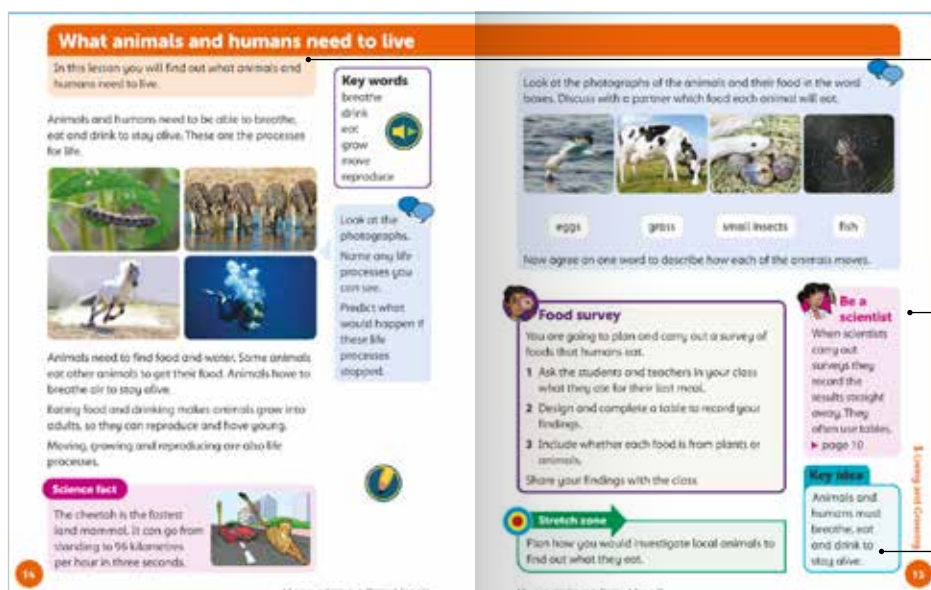 What animals and humans need to live
In this lesson you will find out what animals and
humans need to live.
Animals and humans need to be able to breathe,
eat and drink to stay alive. These are the processes
for life.
Key words
breathe
drink
eat
grow
move
reproduce
Look at the
photographs.
Name any life
processes you
can see.
Predict what
would happen if
these life
processes
stopped.
Animals need to find food and water. Some animals
eat other animals to get their food. Animals have to
breathe air to stay alive.
Eating food and drinking makes animals grow into
adults, so they can reproduce and have young.
Moving, growing and reproducing are also life
processes.
Science fact
The cheetah is the fastest
land mammal. It can go from
standing to 96 kilometres
per hour in three seconds.
14
Look at the photographs of the animals and their food in the word
boxes. Discuss with a partner which food each animal will eat.
eggs
grass
small insects
fish
Now agree on one word to describe how each of the animals moves.
Food survey
You are going to plan and carry out a survey of
foods that humans eat.
1 Ask the students and teachers in your class
what they ate for their last meal.
2 Design and complete a table to record your
findings.
3 Include whether each food is from plants or
animals.
Share your findings with the class.
Be a
scientist
When scientists
carry out
surveys they
record the
results straight
away. They
often use tables.
page 10
Stretch zone
Plan how you would investigate local animals to
find out what they eat.
Key idea
Animals and
humans must
breathe, eat
and drink to
stay alive.
Living and Growing
15